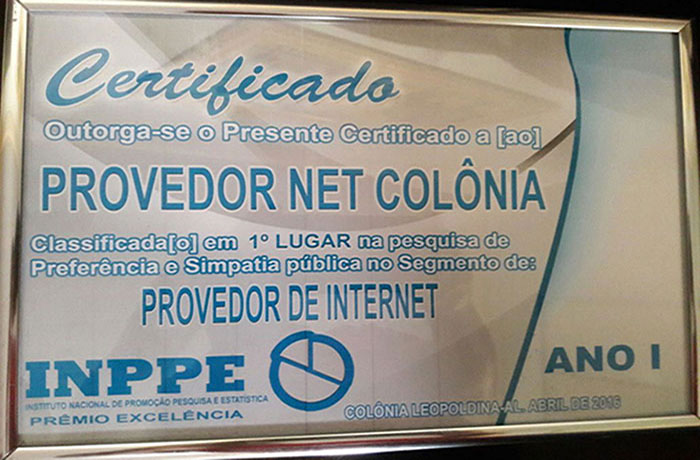 Certificado
Outorga-se o Presente Certificado a [ao]
PROVEDOR NET COLÔNIA
Classificada[o] em 1º LUGAR na pesquisa de
Preferência e Simpatia pública no Segmento de:
PROVEDOR DE INTERNET
INPPE
INSTITUTO NACIONAL DE PROMOÇÃO PESQUISA E ESTATÍSTICA
PRÊMIO EXCELÊNCIA
ANO I
COLÔNIA LEOPOLDINA-AL. ABRIL DE 2016